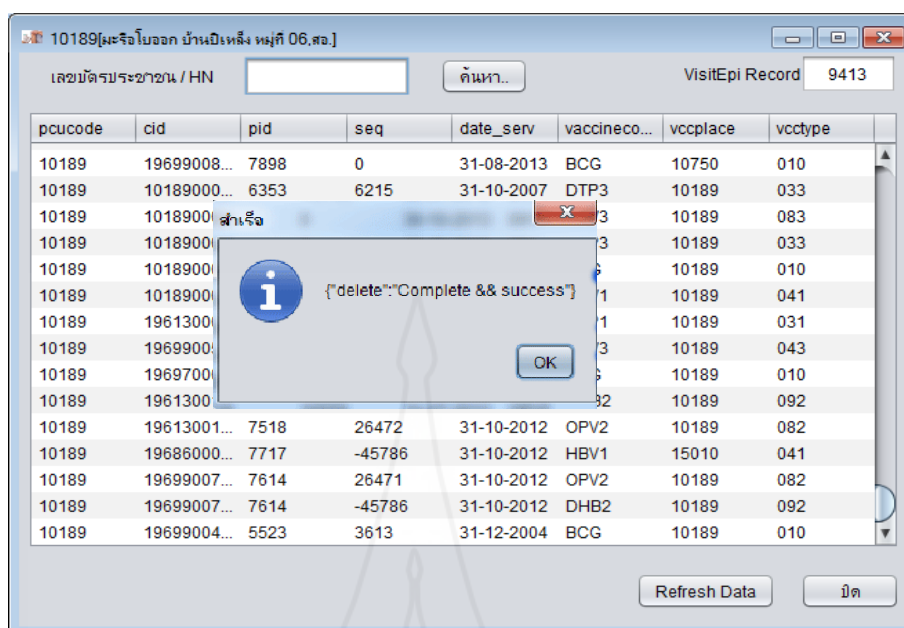 10189[มะรือโบออก บ้านปิเหล็ง หมู่ที่ 06,สอ.]
เลขบัตรประชาชน / HN ค้นหา.. VisitEpi Record 9413
pcucode cid pid seq date_serv vaccineco... vccplace vcctype
10189 19699008... 7898 0 31-08-2013 BCG 10750 010
10189 10189000... 6353 6215 31-10-2007 DTP3 10189 033
10189 1018900 10189 083
สำเร็จ
10189 1018900 10189 033
10189 1018900 10189 010
10189 1018900 10189 041
{"delete":"Complete && success"}
10189 1961300 10189 031
10189 1969900 10189 043
OK
10189 1969700 10189 010
10189 1961300 10189 092
10189 19613001... 7518 26472 31-10-2012 OPV2 10189 082
10189 19686000... 7717 -45786 31-10-2012 HBV1 15010 041
10189 19699007... 7614 26471 31-10-2012 OPV2 10189 082
10189 19699007... 7614 -45786 31-10-2012 DHB2 10189 092
10189 19699004... 5523 3613 31-12-2004 BCG 10189 010
Refresh Data ปิด